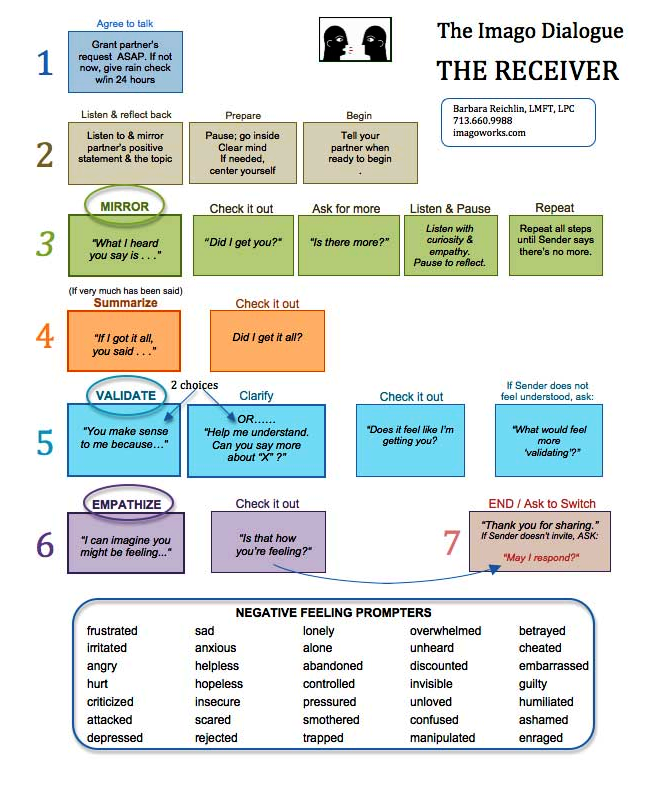 The Imago Dialogue
THE RECEIVER
Barbara Reichlin, LMFT, LPC
713.660.9988
imagoworks.com
1
Agree to talk
Grant partner's
request ASAP. If not
now, give rain check
w/in 24 hours
2
Listen & reflect back
Listen to & mirror
partner's positive
statement & the topic
Prepare
Pause; go inside
Clear mind
If needed,
center yourself
Begin
Tell your
partner when
ready to begin
.
3
MIRROR
"What I heard
you say is . . ."
Check it out
"Did I get you?"
Ask for more
"Is there more?"
Listen & Pause
Listen with
curiosity &
empathy.
Pause to reflect.
Repeat
Repeat all steps
until Sender says
there's no more.
4
(If very much has been said)
Summarize
"If I got it all,
you said . . ."
Check it out
Did I get it all?
5
VALIDATE
2 choices
"You make sense
to me because..."
Clarify
OR......
"Help me understand.
Can you say more
about "X" ?"
Check it out
"Does it feel like I'm
getting you?
If Sender does not
feel understood, ask:
"What would feel
more
'validating'?"
6
EMPATHIZE
"I can imagine you
might be feeling..."
Check it out
"Is that how
you're feeling?"
7
END / Ask to Switch
"Thank you for sharing."
If Sender doesn't invite, ASK:
"May I respond?"
NEGATIVE FEELING PROMPTERS
frustrated sad lonely overwhelmed betrayed
irritated anxious alone unheard cheated
angry helpless abandoned discounted embarrassed
hurt hopeless controlled invisible guilty
criticized insecure pressured unloved humiliated
attacked scared smothered confused ashamed
depressed rejected trapped manipulated enraged